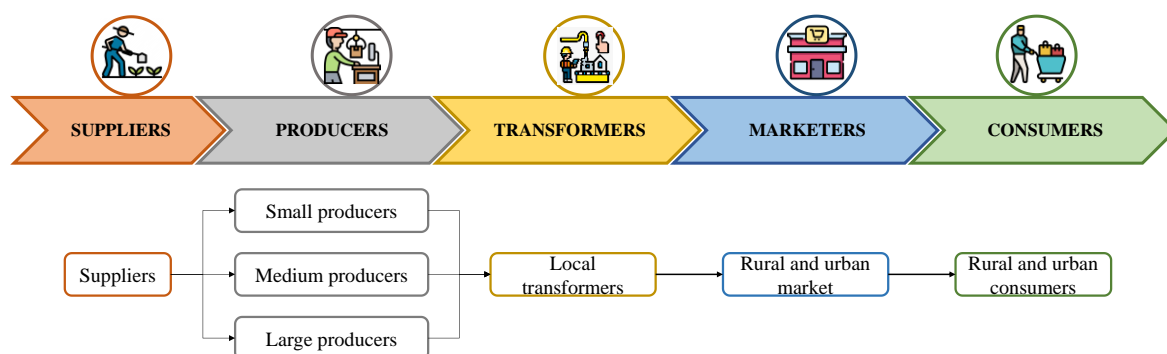 SUPPLIERS
PRODUCERS
TRANSFORMERS
MARKETERS
CONSUMERS
Small producers
Suppliers
Medium producers
Local
transformers
Rural and urban
market
Rural and urban
consumers
Large producers